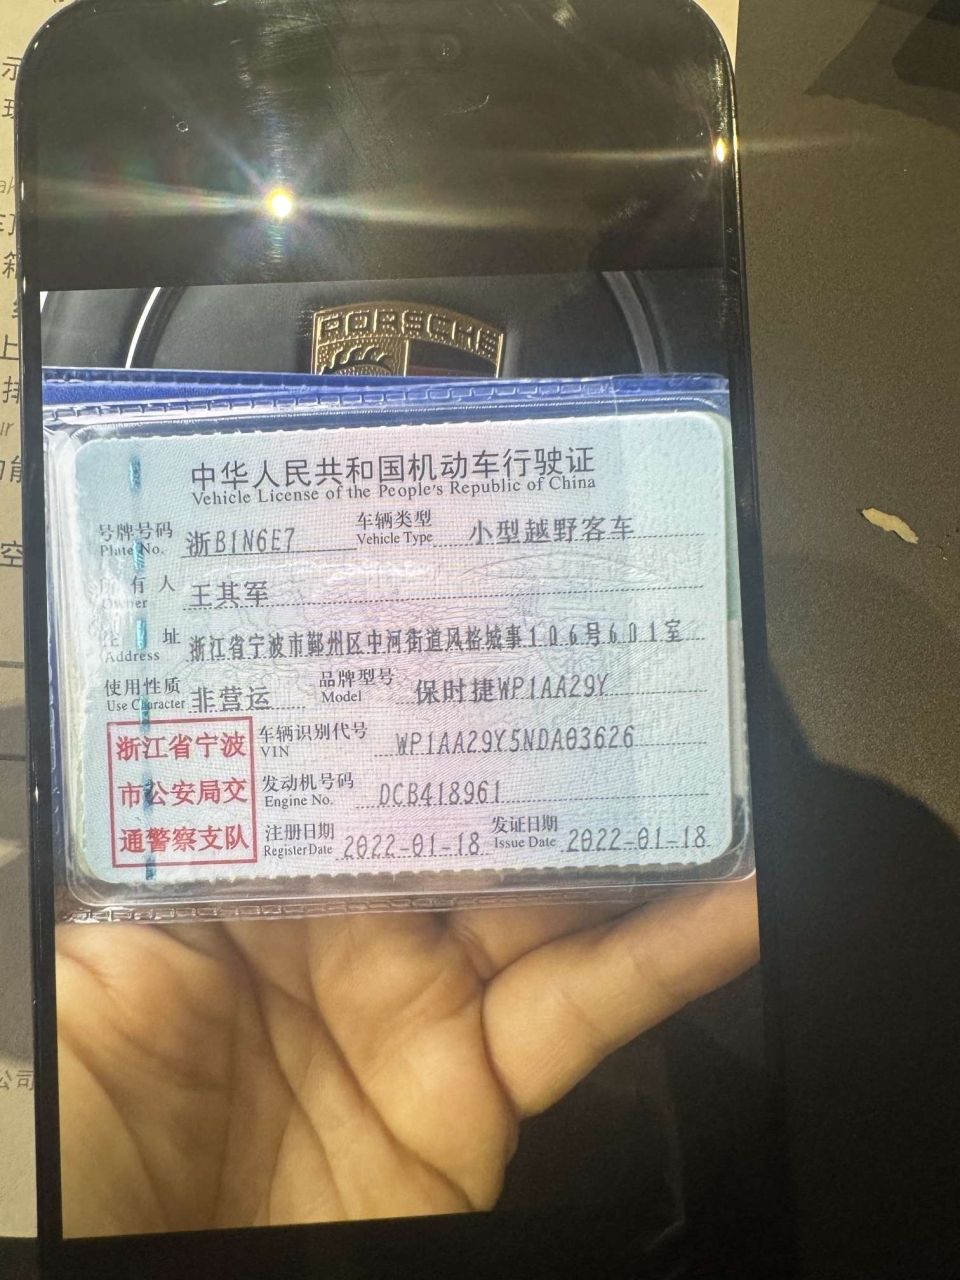 PORSCHE
中华人民共和国机动车行驶证
Vehicle License of the People's Republic of China
号牌号码 浙B1N6E7 车辆类型 小型越野客车
Plate No. Vehicle Type
所有人 王其军
Owner
住址 浙江省宁波市鄞州区中河街道风格城事106号601室
Address
使用性质 非营运 品牌型号 保时捷WP1AA29Y
Use Character Model
浙江省宁波
市公安局交
通警察支队
车辆识别代号 WP1AA29Y5NDA03626
VIN
发动机号码 DCB418961
Engine No.
注册日期 2022-01-18 发证日期 2022-01-18
Register Date Issue Date
示
上
ur
空
公司